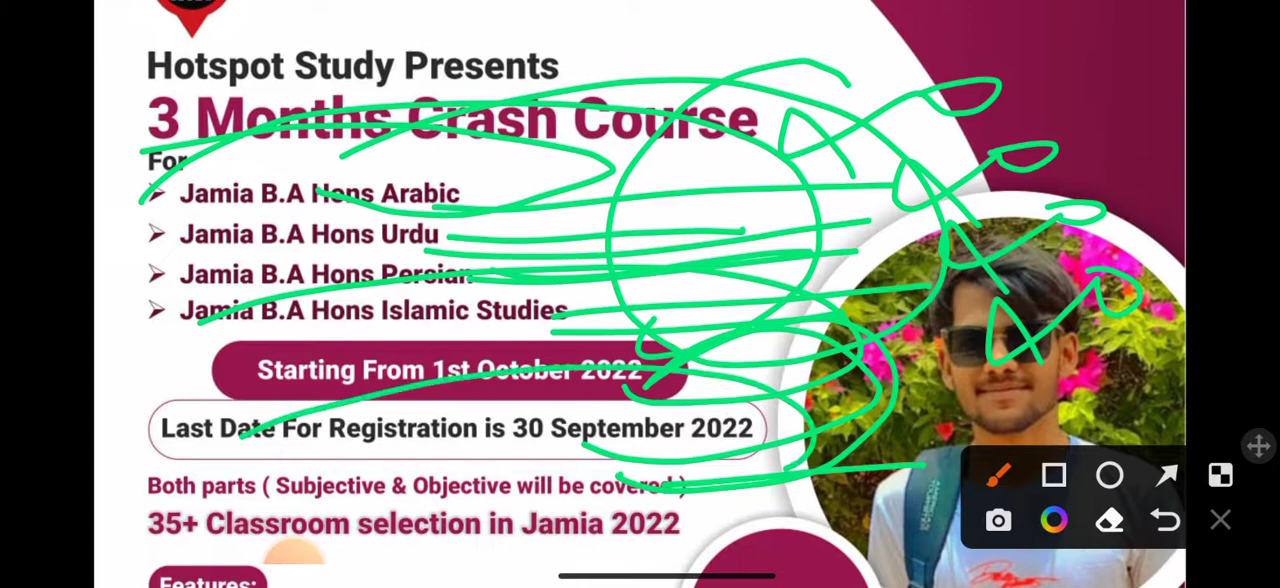 Hotspot Study Presents
3 Months Crash Course
For
Jamia B.A Hons Arabic
Jamia B.A Hons Urdu
Jamia B.A Hons Persian
Jamia B.A Hons Islamic Studies
Starting From 1st October 2022
Last Date For Registration is 30 September 2022
Both parts ( Subjective & Objective will be covered )
35+ Classroom selection in Jamia 2022
Features: